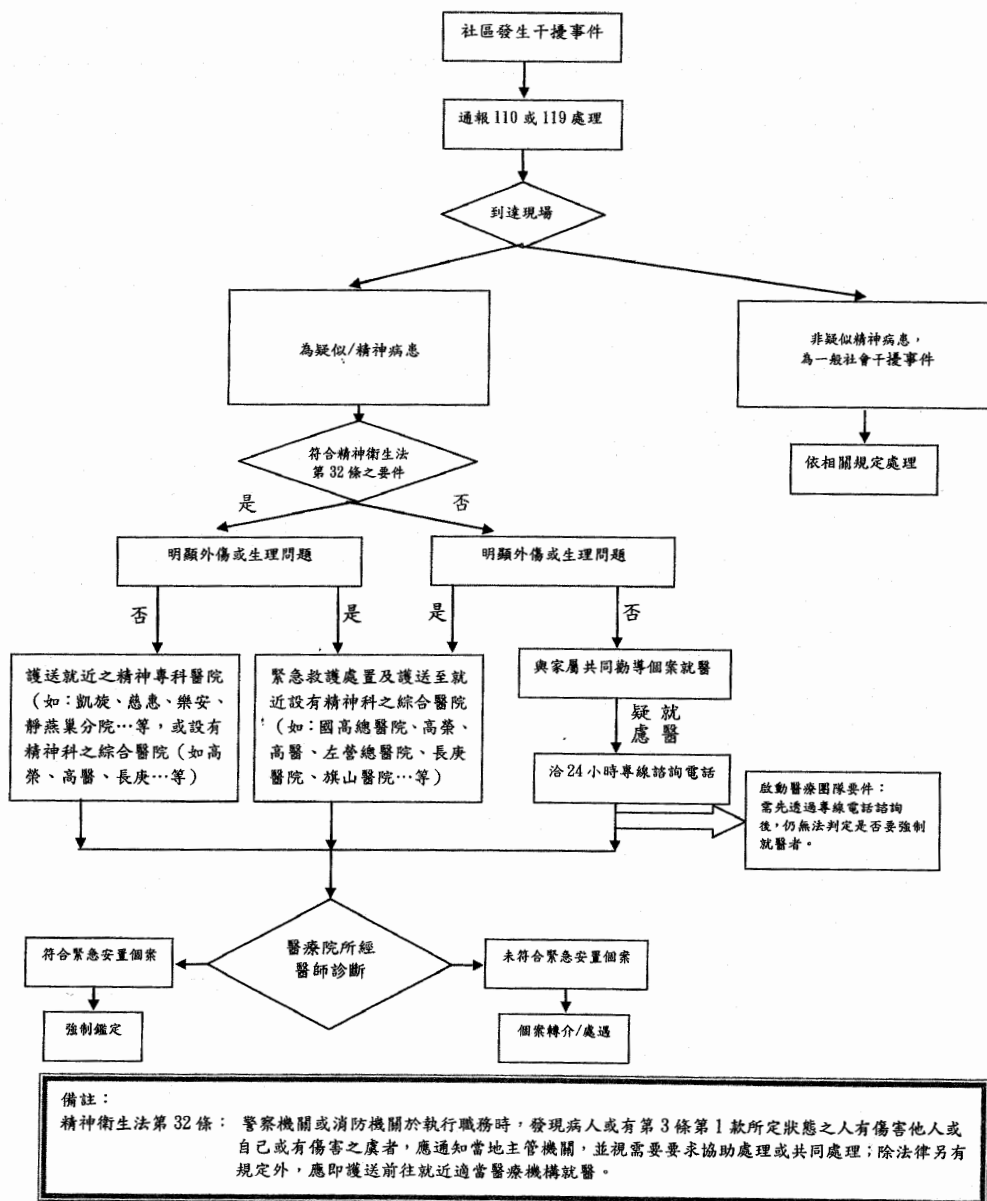 社區發生干擾事件
通報 110 或 119 處理
到達現場
為疑似/精神病患
非疑似精神病患，
為一般社會干擾事件
符合精神衛生法
第 32 條之要件
依相關規定處理
是
否
明顯外傷或生理問題
明顯外傷或生理問題
否
是
是
否
護送就近之精神專科醫院
（如：凱旋、慈惠、樂安、
靜燕巢分院…等，或設有
精神科之綜合醫院（如高
榮、高醫、長庚…等）
緊急救護處置及護送至就
近設有精神科之綜合醫院
（如：國高總醫院、高榮、
高醫、左營總醫院、長庚
醫院、旗山醫院…等）
與家屬共同勸導個案就醫
疑 就
慮 醫
洽 24 小時專線諮詢電話
啟動醫療團隊要件：
需先透過專線電話諮詢
後，仍無法判定是否要強制
就醫者。
醫療院所經
醫師診斷
符合緊急安置個案
未符合緊急安置個案
強制鑑定
個案轉介/處遇
備註：
精神衛生法第 32 條： 警察機關或消防機關於執行職務時，發現病人或有第 3 條第 1 款所定狀態之人有傷害他人或
自己或有傷害之虞者，應通知當地主管機關，並視需要要求協助處理或共同處理；除法律另有
規定外，應即護送前往就近適當醫療機構就醫。